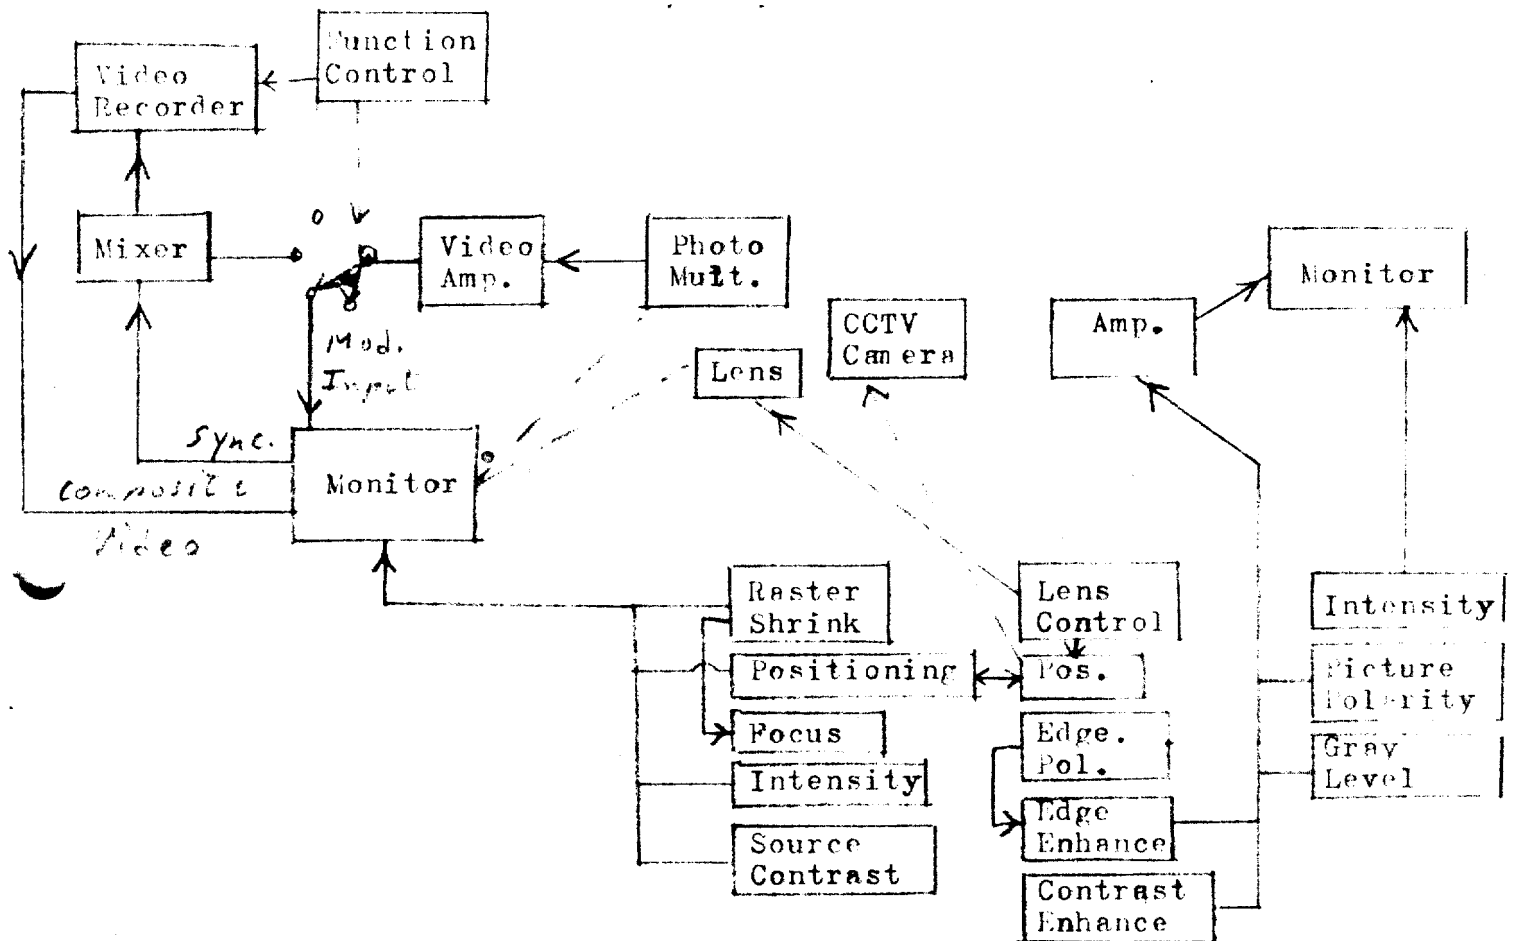 Function
Control
Video
Recorder
Mixer
Video
Amp.
Photo
Mult.
Monitor
CCTV
Camera
Amp.
Lens
Mod.
Input
Sync.
Composite
Video
Monitor
Raster
Shrink
Lens
Control
Intensity
Positioning
Pos.
Picture
Polarity
Focus
Edge.
Pol.
Gray
Level
Intensity
Edge
Enhance
Source
Contrast
Contrast
Enhance